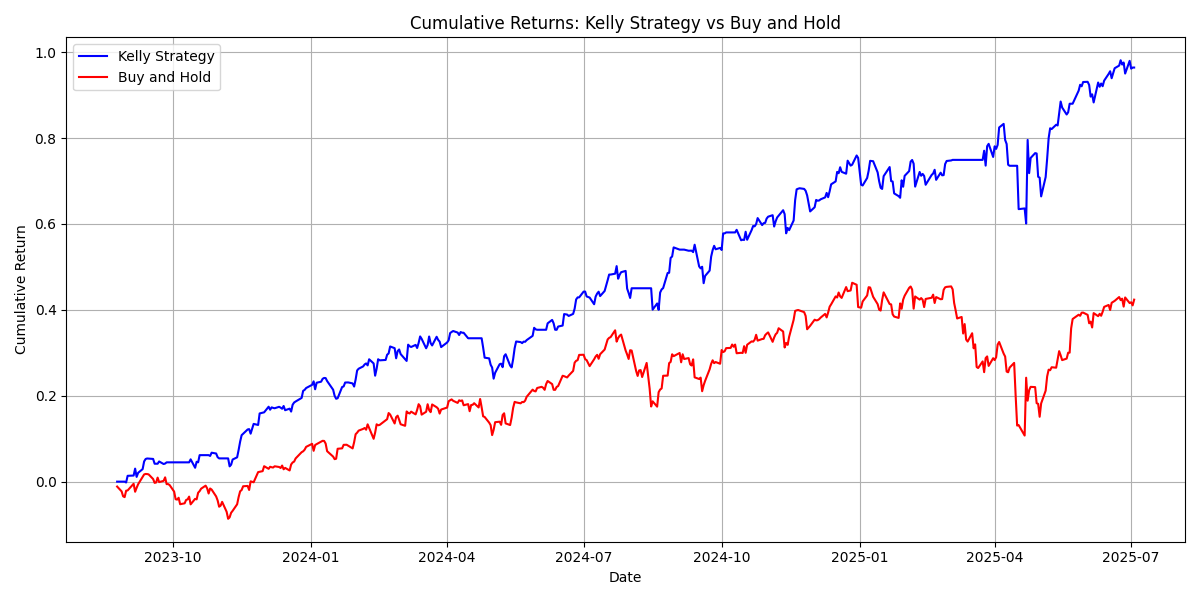 Cumulative Returns: Kelly Strategy vs Buy and Hold
Kelly Strategy
Buy and Hold
Cumulative Return
1.0
0.8
0.6
0.4
0.2
0.0
2023-10 2024-01 2024-04 2024-07 2024-10 2025-01 2025-04 2025-07
Date